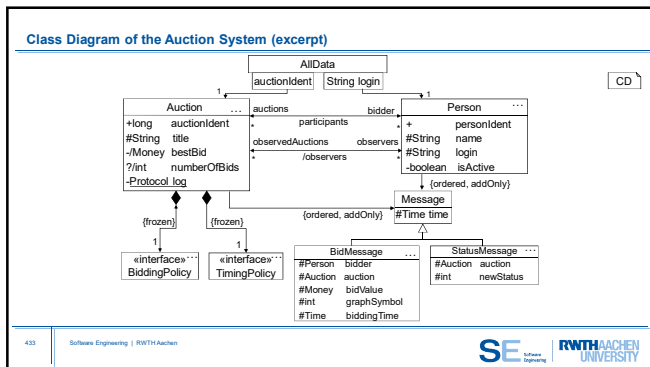 Class Diagram of the Auction System (excerpt)
AllData
auctionIdent String login
CD
1 1
Auction ...
+long auctionIdent
#String title
-/Money bestBid
?/int numberOfBids
-Protocol log
auctions bidder
* participants *
observedAuctions observers
* /observers *
Person ...
+ personIdent
#String name
#String login
-boolean isActive
{ordered, addOnly}
Message
#Time time
{ordered, addOnly}
{frozen} {frozen}
1 1
«interface» ...
BiddingPolicy
«interface» ...
TimingPolicy
BidMessage ...
#Person bidder
#Auction auction
#Money bidValue
#int graphSymbol
#Time biddingTime
StatusMessage ...
#Auction auction
#int newStatus
433 Software Engineering | RWTH Aachen
SE Software Engineering
RWTH AACHEN UNIVERSITY